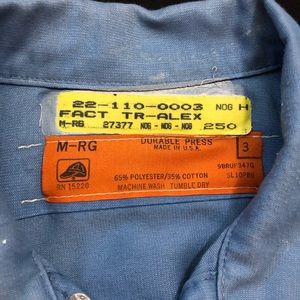 22-110-0003 NOG H
FACT TR-ALEX
M-RG 27377 NOG - NOG - NOG 250
M-RG DURABLE PRESS 3
MADE IN U.S.A.
RN 15220 65% POLYESTER/35% COTTON
MACHINE WASH TUMBLE DRY